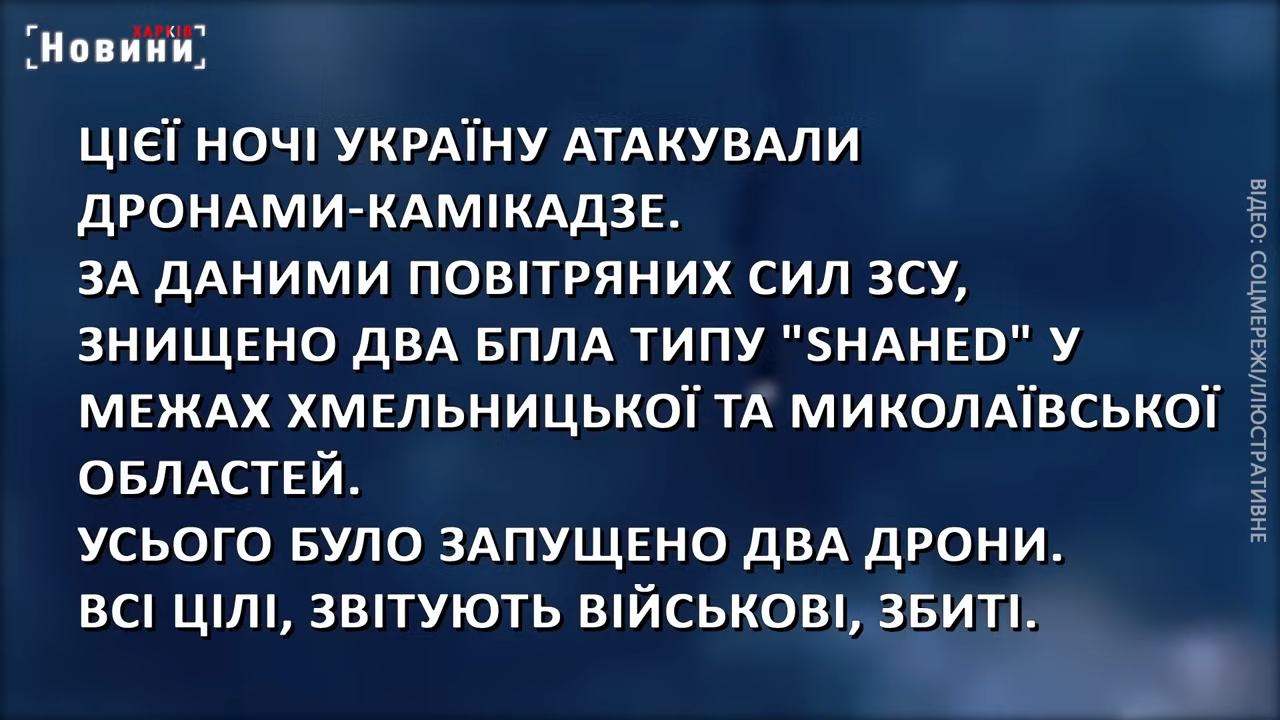 ХАРКІВ
Новини
ЦІЄЇ НОЧІ УКРАЇНУ АТАКУВАЛИ
ДРОНАМИ-КАМІКАДЗЕ.
ЗА ДАНИМИ ПОВІТРЯНИХ СИЛ ЗСУ,
ЗНИЩЕНО ДВА БПЛА ТИПУ "SHAHED" У
МЕЖАХ ХМЕЛЬНИЦЬКОЇ ТА МИКОЛАЇВСЬКОЇ
ОБЛАСТЕЙ.
УСЬОГО БУЛО ЗАПУЩЕНО ДВА ДРОНИ.
ВСІ ЦІЛІ, ЗВІТУЮТЬ ВІЙСЬКОВІ, ЗБИТІ.
ВІДЕО: СОЦМЕРЕЖІ/ІЛЮСТРАТИВНЕ